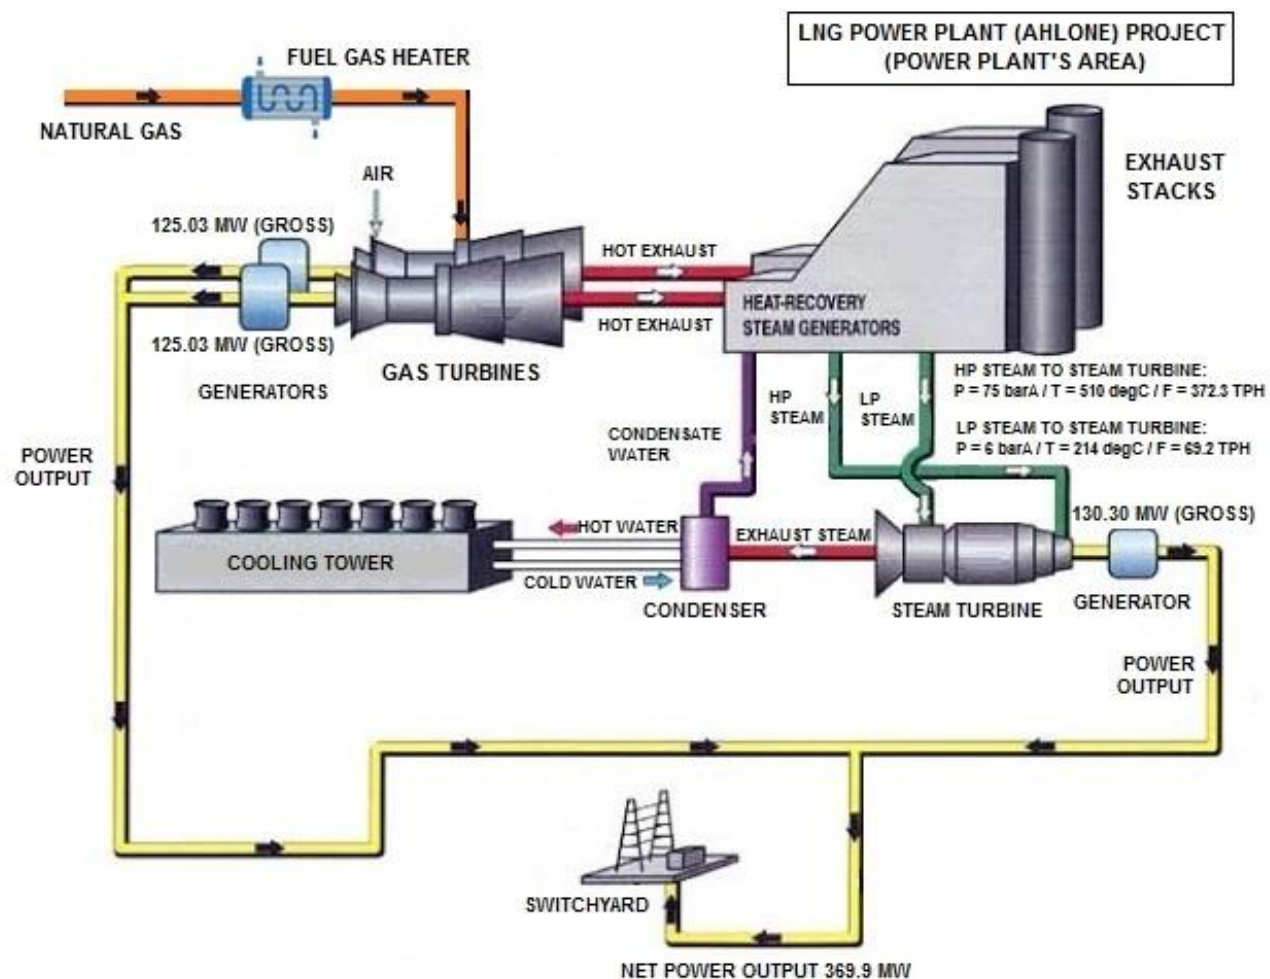 LNG POWER PLANT (AHLONE) PROJECT
(POWER PLANT'S AREA)
FUEL GAS HEATER
NATURAL GAS
AIR
EXHAUST
STACKS
125.03 MW (GROSS)
HOT EXHAUST
HEAT-RECOVERY
STEAM GENERATORS
HOT EXHAUST
125.03 MW (GROSS)
GENERATORS
GAS TURBINES
HP STEAM TO STEAM TURBINE:
P = 75 barA / T = 510 degC / F = 372.3 TPH
HP
STEAM
LP
STEAM
LP STEAM TO STEAM TURBINE:
P = 6 barA / T = 214 degC / F = 69.2 TPH
CONDENSATE
WATER
POWER
OUTPUT
130.30 MW (GROSS)
HOT WATER
EXHAUST STEAM
COOLING TOWER
COLD WATER
CONDENSER
STEAM TURBINE
GENERATOR
POWER
OUTPUT
SWITCHYARD
NET POWER OUTPUT 369.9 MW